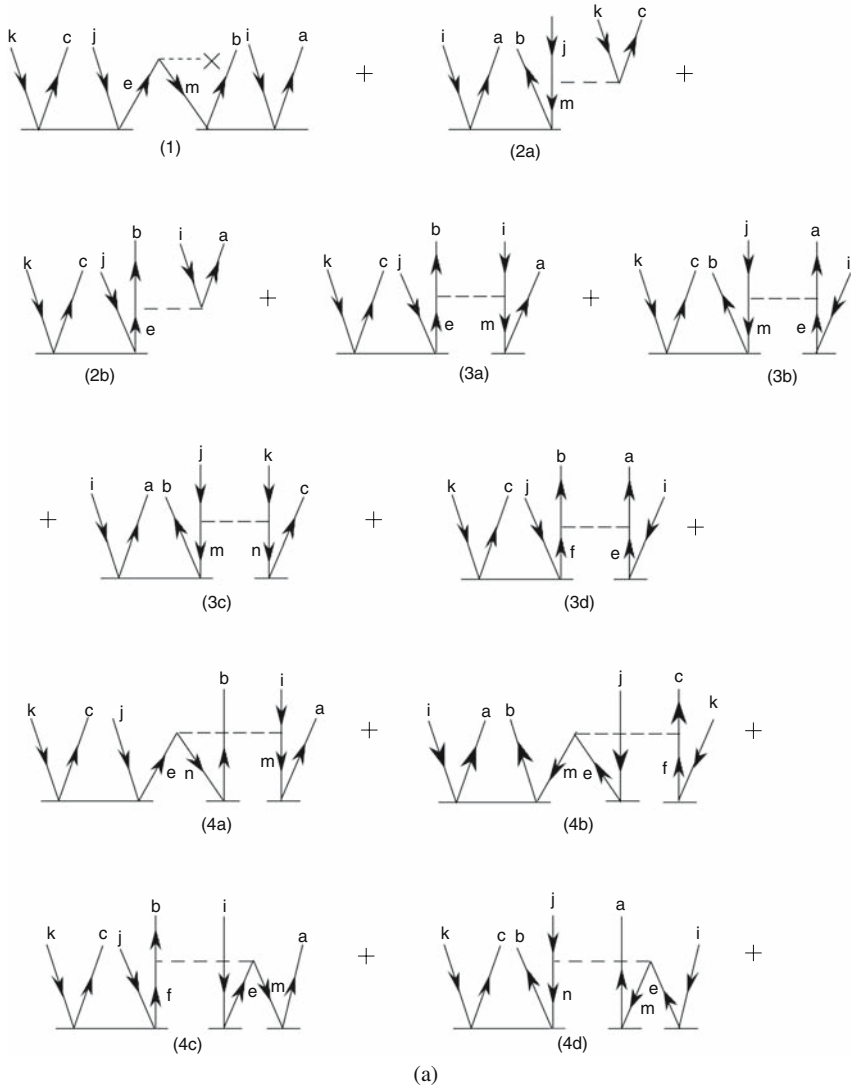 k c j e m b i a + i a b j m k c +
(1) (2a)
k c j b e i a + k c j b e i m a + k c b j m a e i
(2b) (3a) (3b)
+ i a b j m k n c + k c j b f a e i +
(3c) (3d)
k c j e n b i m a + i a b m e j c f k +
(4a) (4b)
k c j b f i e m a + k c b j n a m e i +
(4c) (4d)
(a)